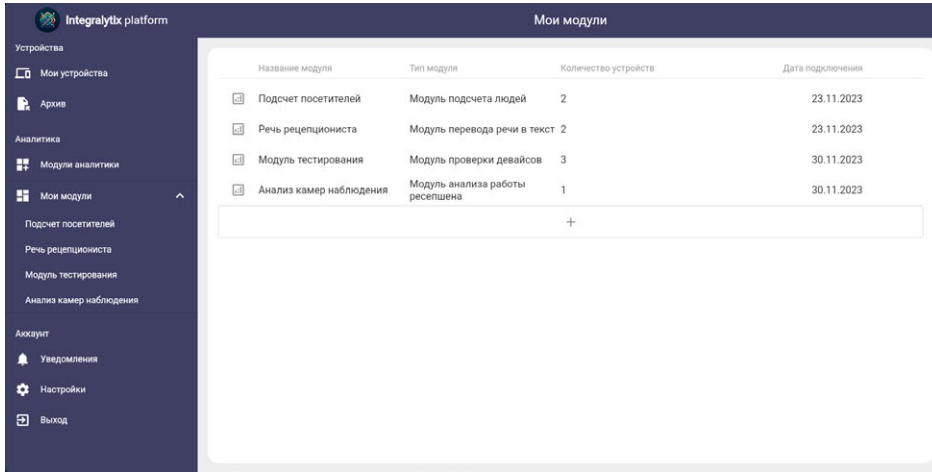 Integralytix platform
Мои модули
Устройства
Мои устройства
Архив
Аналитика
Модули аналитики
Мои модули
Подсчет посетителей
Речь рецепциониста
Модуль тестирования
Анализ камер наблюдения
Аккаунт
Уведомления
Настройки
Выход
Название модуля Тип модуля Количество устройств Дата подключения
Подсчет посетителей Модуль подсчета людей 2 23.11.2023
Речь рецепциониста Модуль перевода речи в текст 2 23.11.2023
Модуль тестирования Модуль проверки девайсов 3 30.11.2023
Анализ камер наблюдения Модуль анализа работы ресепшена 1 30.11.2023
+